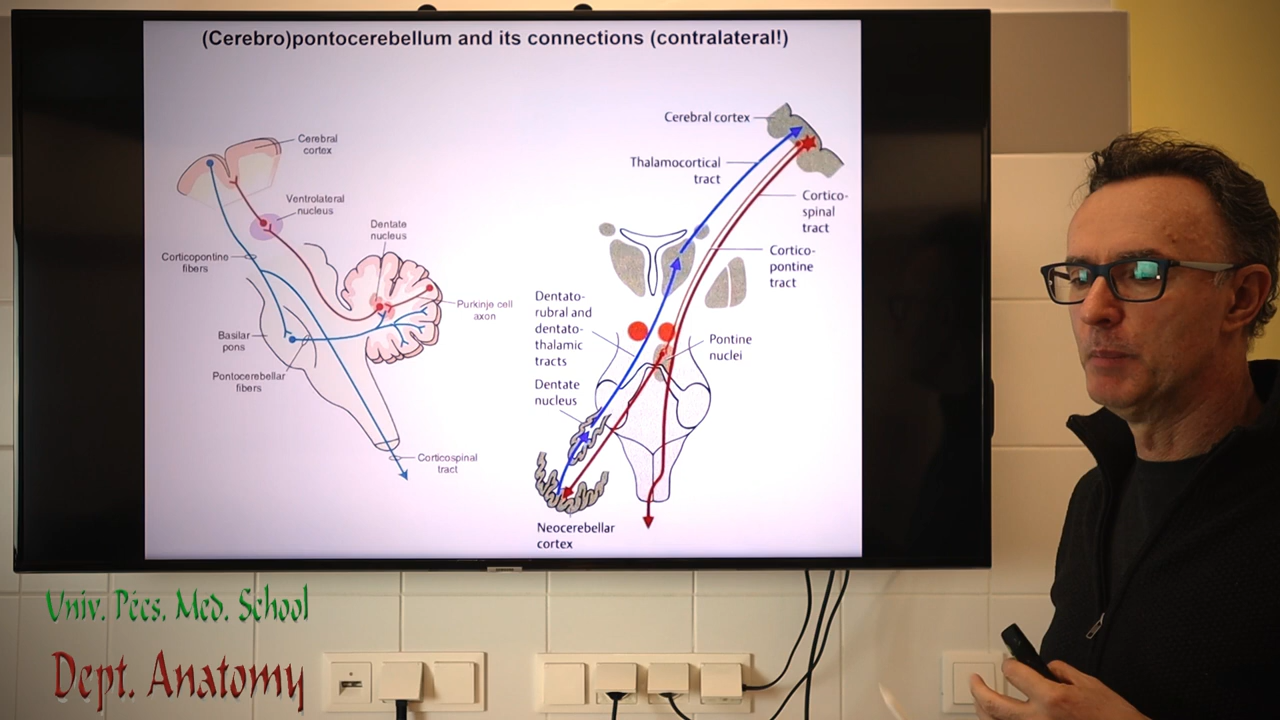 (Cerebro)pontocerebellum and its connections (contralateral!)
Cerebral
cortex
Ventrolateral
nucleus
Dentate
nucleus
Corticopontine
fibers
Purkinje cell
axon
Basilar
pons
Pontocerebellar
fibers
Corticospinal
tract
Cerebral cortex
Thalamocortical
tract
Cortico-
spinal
tract
Cortico-
pontine
tract
Dentato-
rubral and
dentato-
thalamic
tracts
Pontine
nuclei
Dentate
nucleus
Neocerebellar
cortex
Univ. Pécs. Med. School
Dept. Anatomy